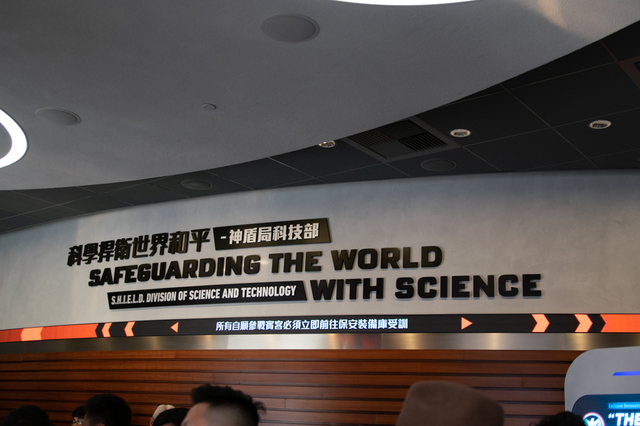 科學捍衛世界和平 -神盾局科技部
SAFEGUARDING THE WORLD
S.H.I.E.L.D. DIVISION OF SCIENCE AND TECHNOLOGY WITH SCIENCE
所有自願參戰賓客必須立即前往保安裝備庫受訓
"THE